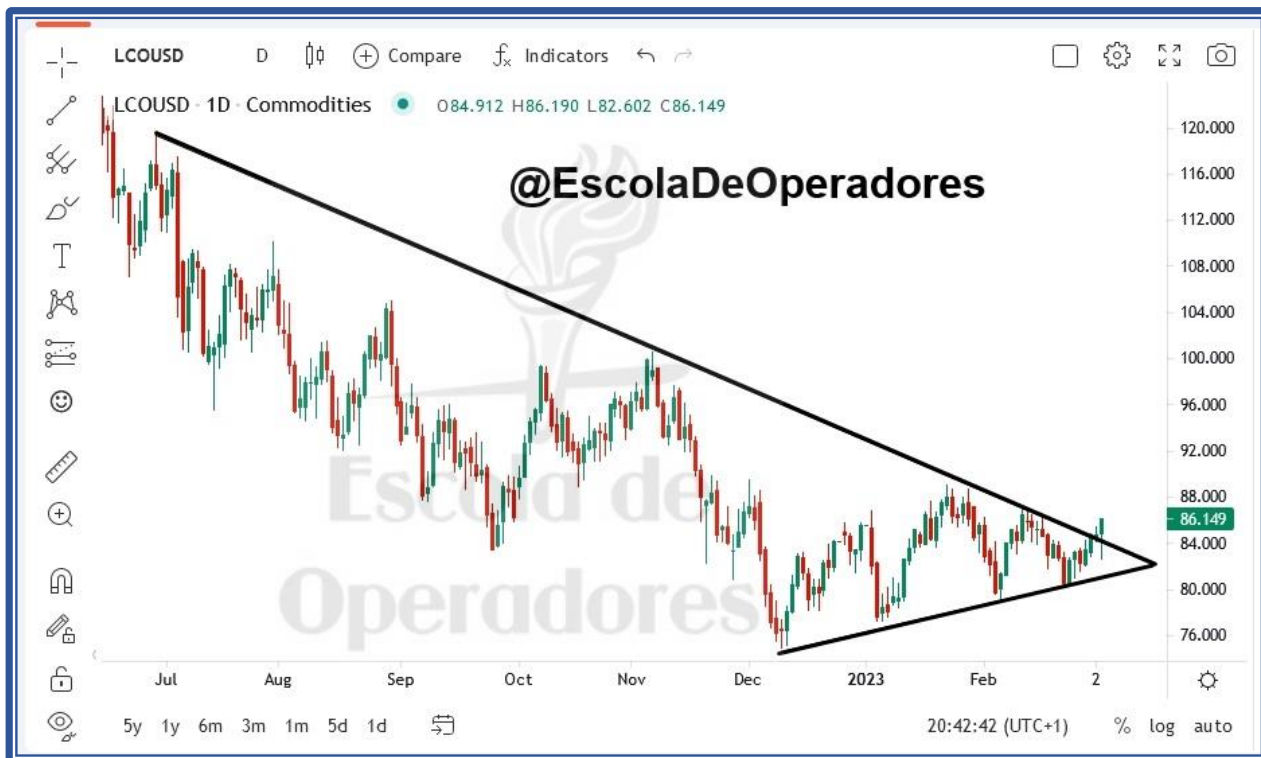 LCOUSD D Compare fx Indicators
LCOUSD · 1D · Commodities O84.912 H86.190 L82.602 C86.149
120.000
@EscolaDeOperadores
116.000
112.000
108.000
104.000
100.000
96.000
92.000
Escola de
88.000
86.149
84.000
Operadores
80.000
76.000
Jul Aug Sep Oct Nov Dec 2023 Feb 2
5y 1y 6m 3m 1m 5d 1d 20:42:42 (UTC+1) % log auto